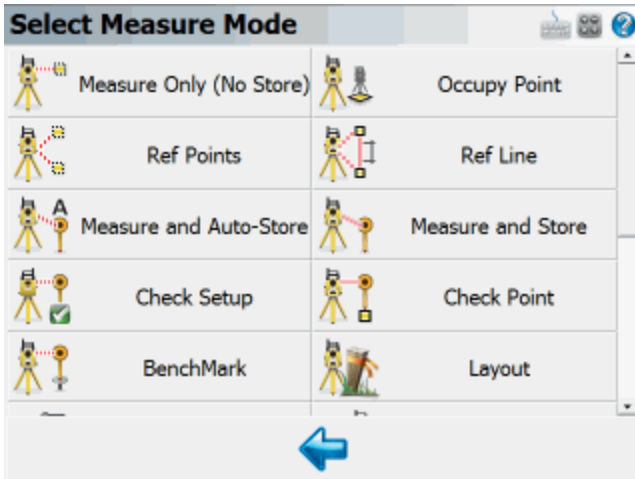 Select Measure Mode
Measure Only (No Store)
Occupy Point
Ref Points
Ref Line
A
Measure and Auto-Store
Measure and Store
Check Setup
Check Point
BenchMark
Layout